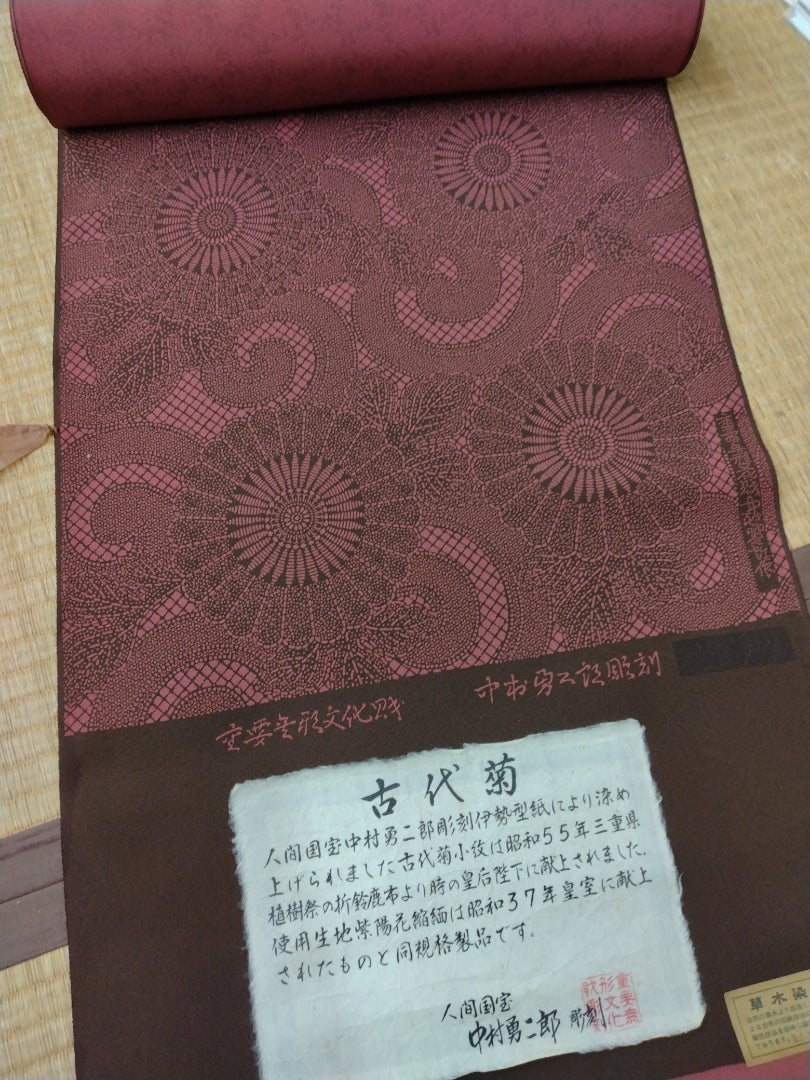 重要無形文化財
中村勇二郎彫刻
古代菊
人間国宝中村勇二郎彫刻伊勢型紙により染め
上げられました古代菊小紋は昭和55年三重県
植樹祭の折鈴鹿市より時の皇后陛下に献上されました。
使用生地紫陽花縮緬は昭和37年皇室に献上
されたものと同規格製品です。
人間国宝
中村勇二郎 彫刻
草木染